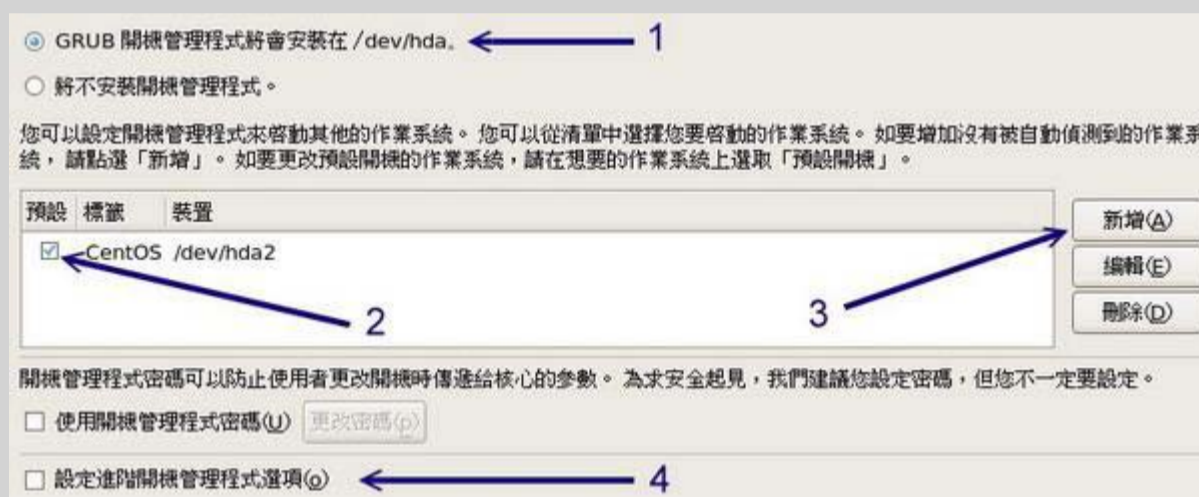 GRUB 開機管理程式將會安裝在 /dev/hda. 1
將不安裝開機管理程式。
您可以設定開機管理程式來啓動其他的作業系統。 您可以從清單中選擇您要啓動的作業系統。 如要增加沒有被自動偵測到的作業系
統, 請點選「新增」。 如要更改預設開機的作業系統,請在想要的作業系統上選取「預設開機」。
預設 標籤 裝置
新增(A)
CentOS /dev/hda2
編輯(E)
2 3
刪除(D)
開機管理程式密碼可以防止使用者更改開機時傳遞給核心的參數。 為求安全起見,我們建議您設定密碼,但您不一定要設定。
使用開機管理程式密碼(U) 更改密碼(p)
設定進階開機管理程式選項(o) 4